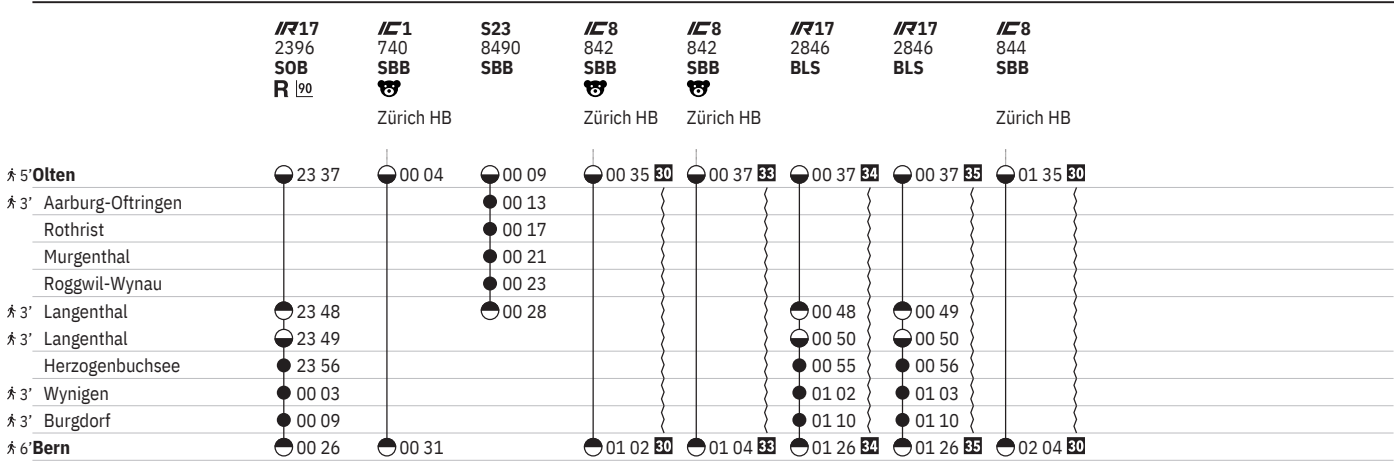 IR17 IC1 S23 IC8 IC8 IR17 IR17 IC8
2396 740 8490 842 842 2846 2846 844
SOB SBB SBB SBB SBB BLS BLS SBB
R 90
Zürich HB Zürich HB Zürich HB Zürich HB
5’ Olten 23 37 00 04 00 09 00 35 30 00 37 33 00 37 34 00 37 35 01 35 30
3’ Aarburg-Oftringen 00 13
Rothrist 00 17
Murgenthal 00 21
Roggwil-Wynau 00 23
3’ Langenthal 23 48 00 28 00 48 00 49
3’ Langenthal 23 49 00 50 00 50
Herzogenbuchsee 23 56 00 55 00 56
3’ Wynigen 00 03 01 02 01 03
3’ Burgdorf 00 09 01 10 01 10
6’ Bern 00 26 00 31 01 02 30 01 04 33 01 26 34 01 26 35 02 04 30